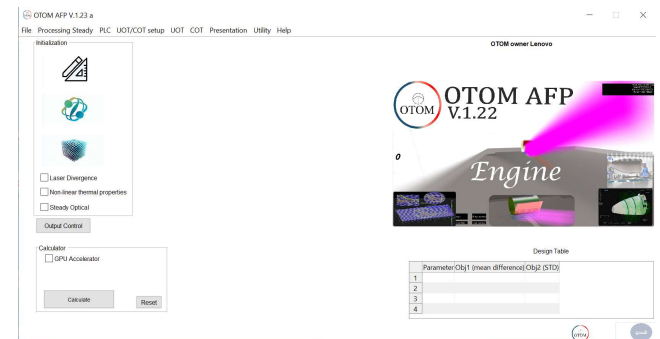 OTOM AFP V.1.23 a
File Processing Steady PLC UOT/COT setup UOT COT Presentation Utility Help
Initialization
OTOM owner Lenovo
OTOM
OTOM AFP
V.1.22
0
Engine
Laser Divergence
Non-linear thermal properties
Steady Optical
Output Control
Calculator
GPU Accelerator
Calculate
Reset
Design Table
Parameter Obj1 (mean difference) Obj2 (STD)
1
2
3
4
OTOM